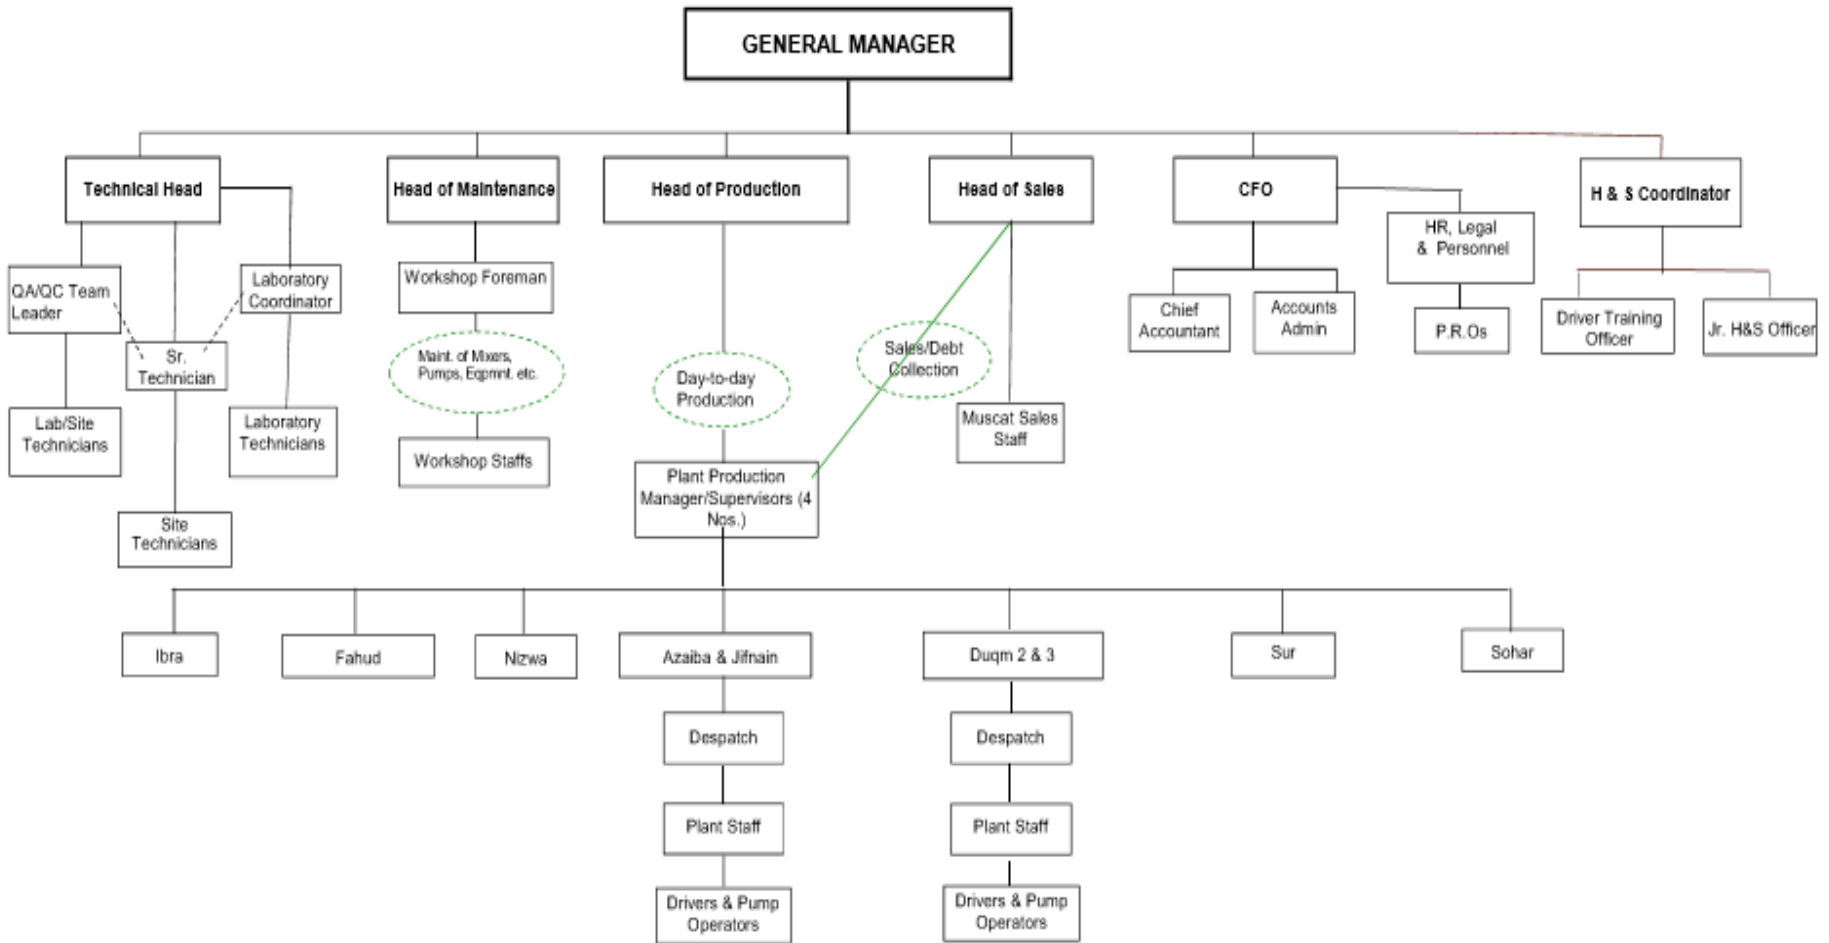 GENERAL MANAGER
Technical Head
Head of Maintenance
Head of Production
Head of Sales
CFO
H & S Coordinator
QA/QC Team
Leader
Laboratory
Coordinator
Workshop Foreman
HR, Legal
& Personnel
Chief
Accountant
Accounts
Admin
P.R.Os
Driver Training
Officer
Jr. H&S Officer
Sr.
Technician
Maint. of Mixers,
Pumps, Eqpmnt. etc.
Day-to-day
Production
Sales/Debt
Collection
Lab/Site
Technicians
Laboratory
Technicians
Workshop Staffs
Muscat Sales
Staff
Plant Production
Manager/Supervisors (4
Nos.)
Site
Technicians
Ibra
Fahud
Nizwa
Azaiba & Jifnain
Duqm 2 & 3
Sur
Sohar
Despatch
Despatch
Plant Staff
Plant Staff
Drivers & Pump
Operators
Drivers & Pump
Operators